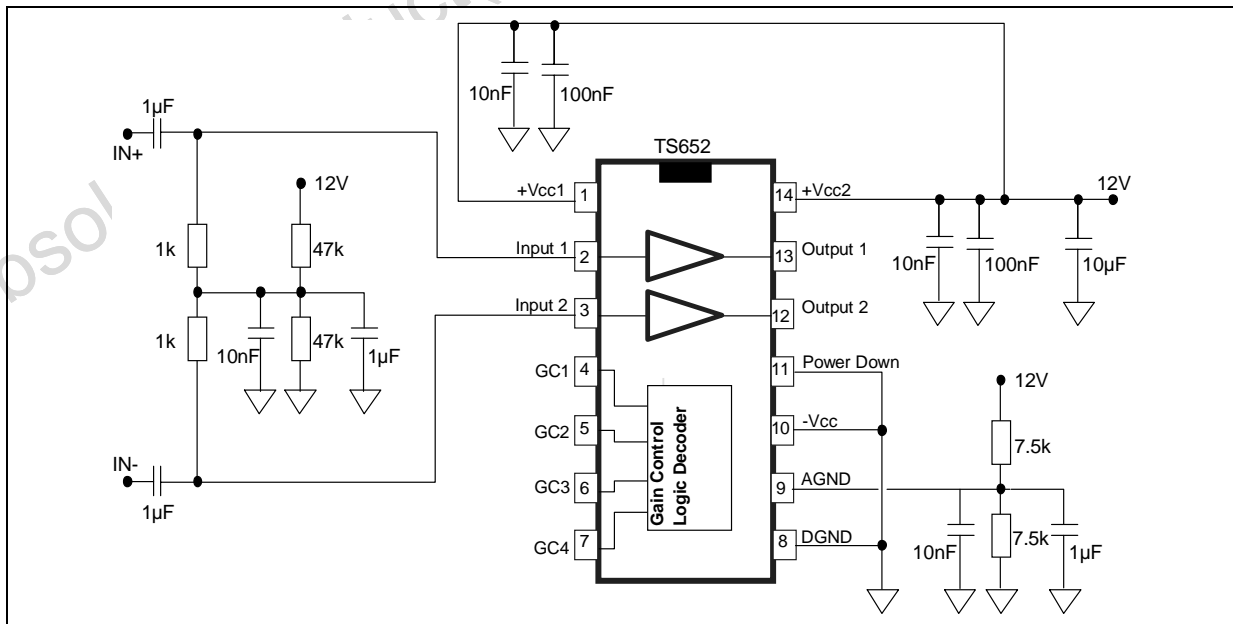 10nF
100nF
1µF
IN+
TS652
12V
+Vcc1
1
14
+Vcc2
12V
1k
47k
Input 1
2
13
Output 1
10nF
100nF
10µF
Input 2
3
12
Output 2
1k
10nF
47k
1µF
GC1
4
11
Power Down
12V
GC2
5
10
-Vcc
7.5k
IN-
1µF
GC3
6
9
AGND
Gain Control
Logic Decoder
GC4
7
8
DGND
10nF
7.5k
1µF